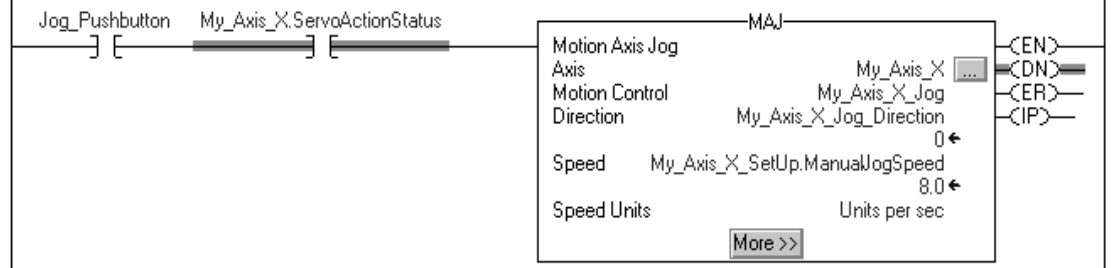 Jog_Pushbutton My_Axis_X.ServoActionStatus
MAJ
Motion Axis Jog
Axis My_Axis_X ...
Motion Control My_Axis_X_Jog
Direction My_Axis_X_Jog_Direction
0
Speed My_Axis_X_SetUp.ManualJogSpeed
8.0
Speed Units Units per sec
More >>
EN
DN
ER
IP